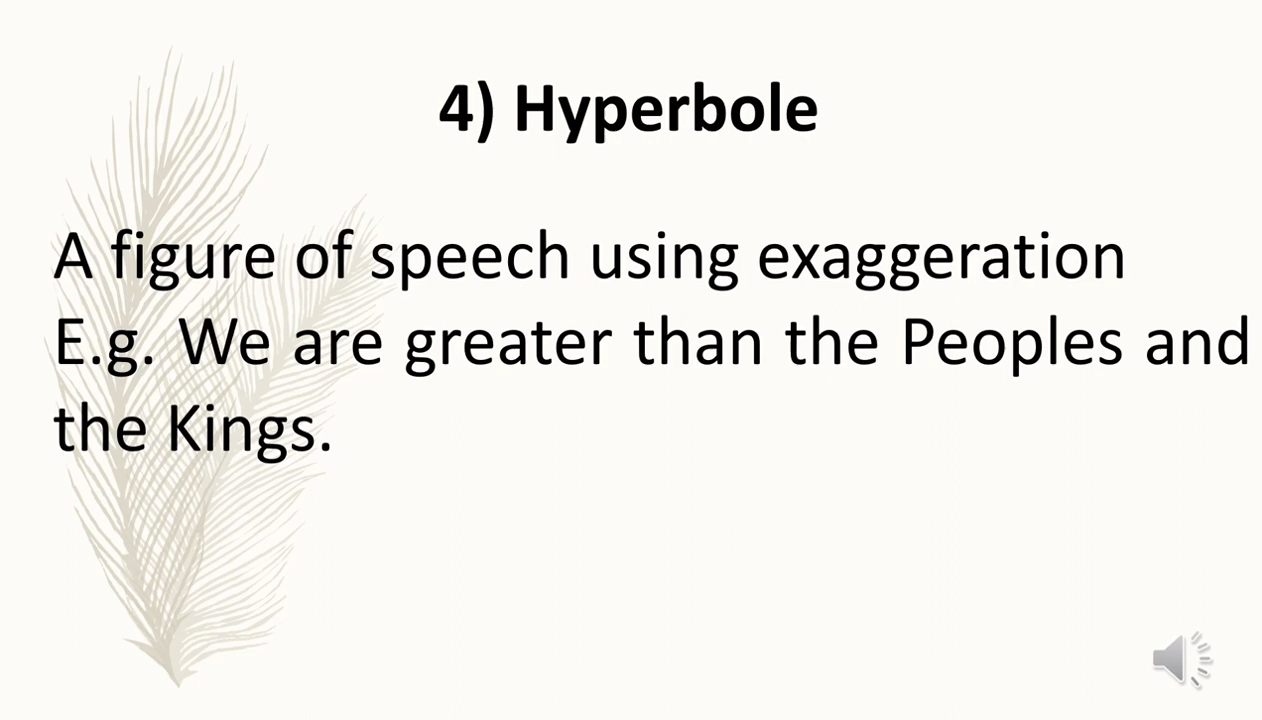 4) Hyperbole
A figure of speech using exaggeration
E.g. We are greater than the Peoples and
the Kings.